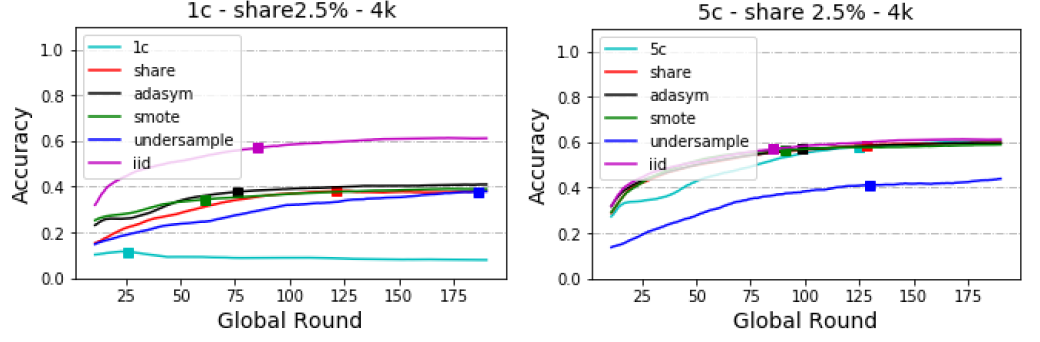 1c - share2.5% - 4k
Accuracy
1.0
0.8
0.6
0.4
0.2
0.0
1c
share
adasym
smote
undersample
iid
25 50 75 100 125 150 175
Global Round
5c - share 2.5% - 4k
Accuracy
1.0
0.8
0.6
0.4
0.2
0.0
5c
share
adasym
smote
undersample
iid
25 50 75 100 125 150 175
Global Round